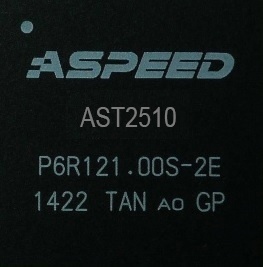 ASPEED
AST2510
P6R121.00S-2E
1422 TAN AO GP